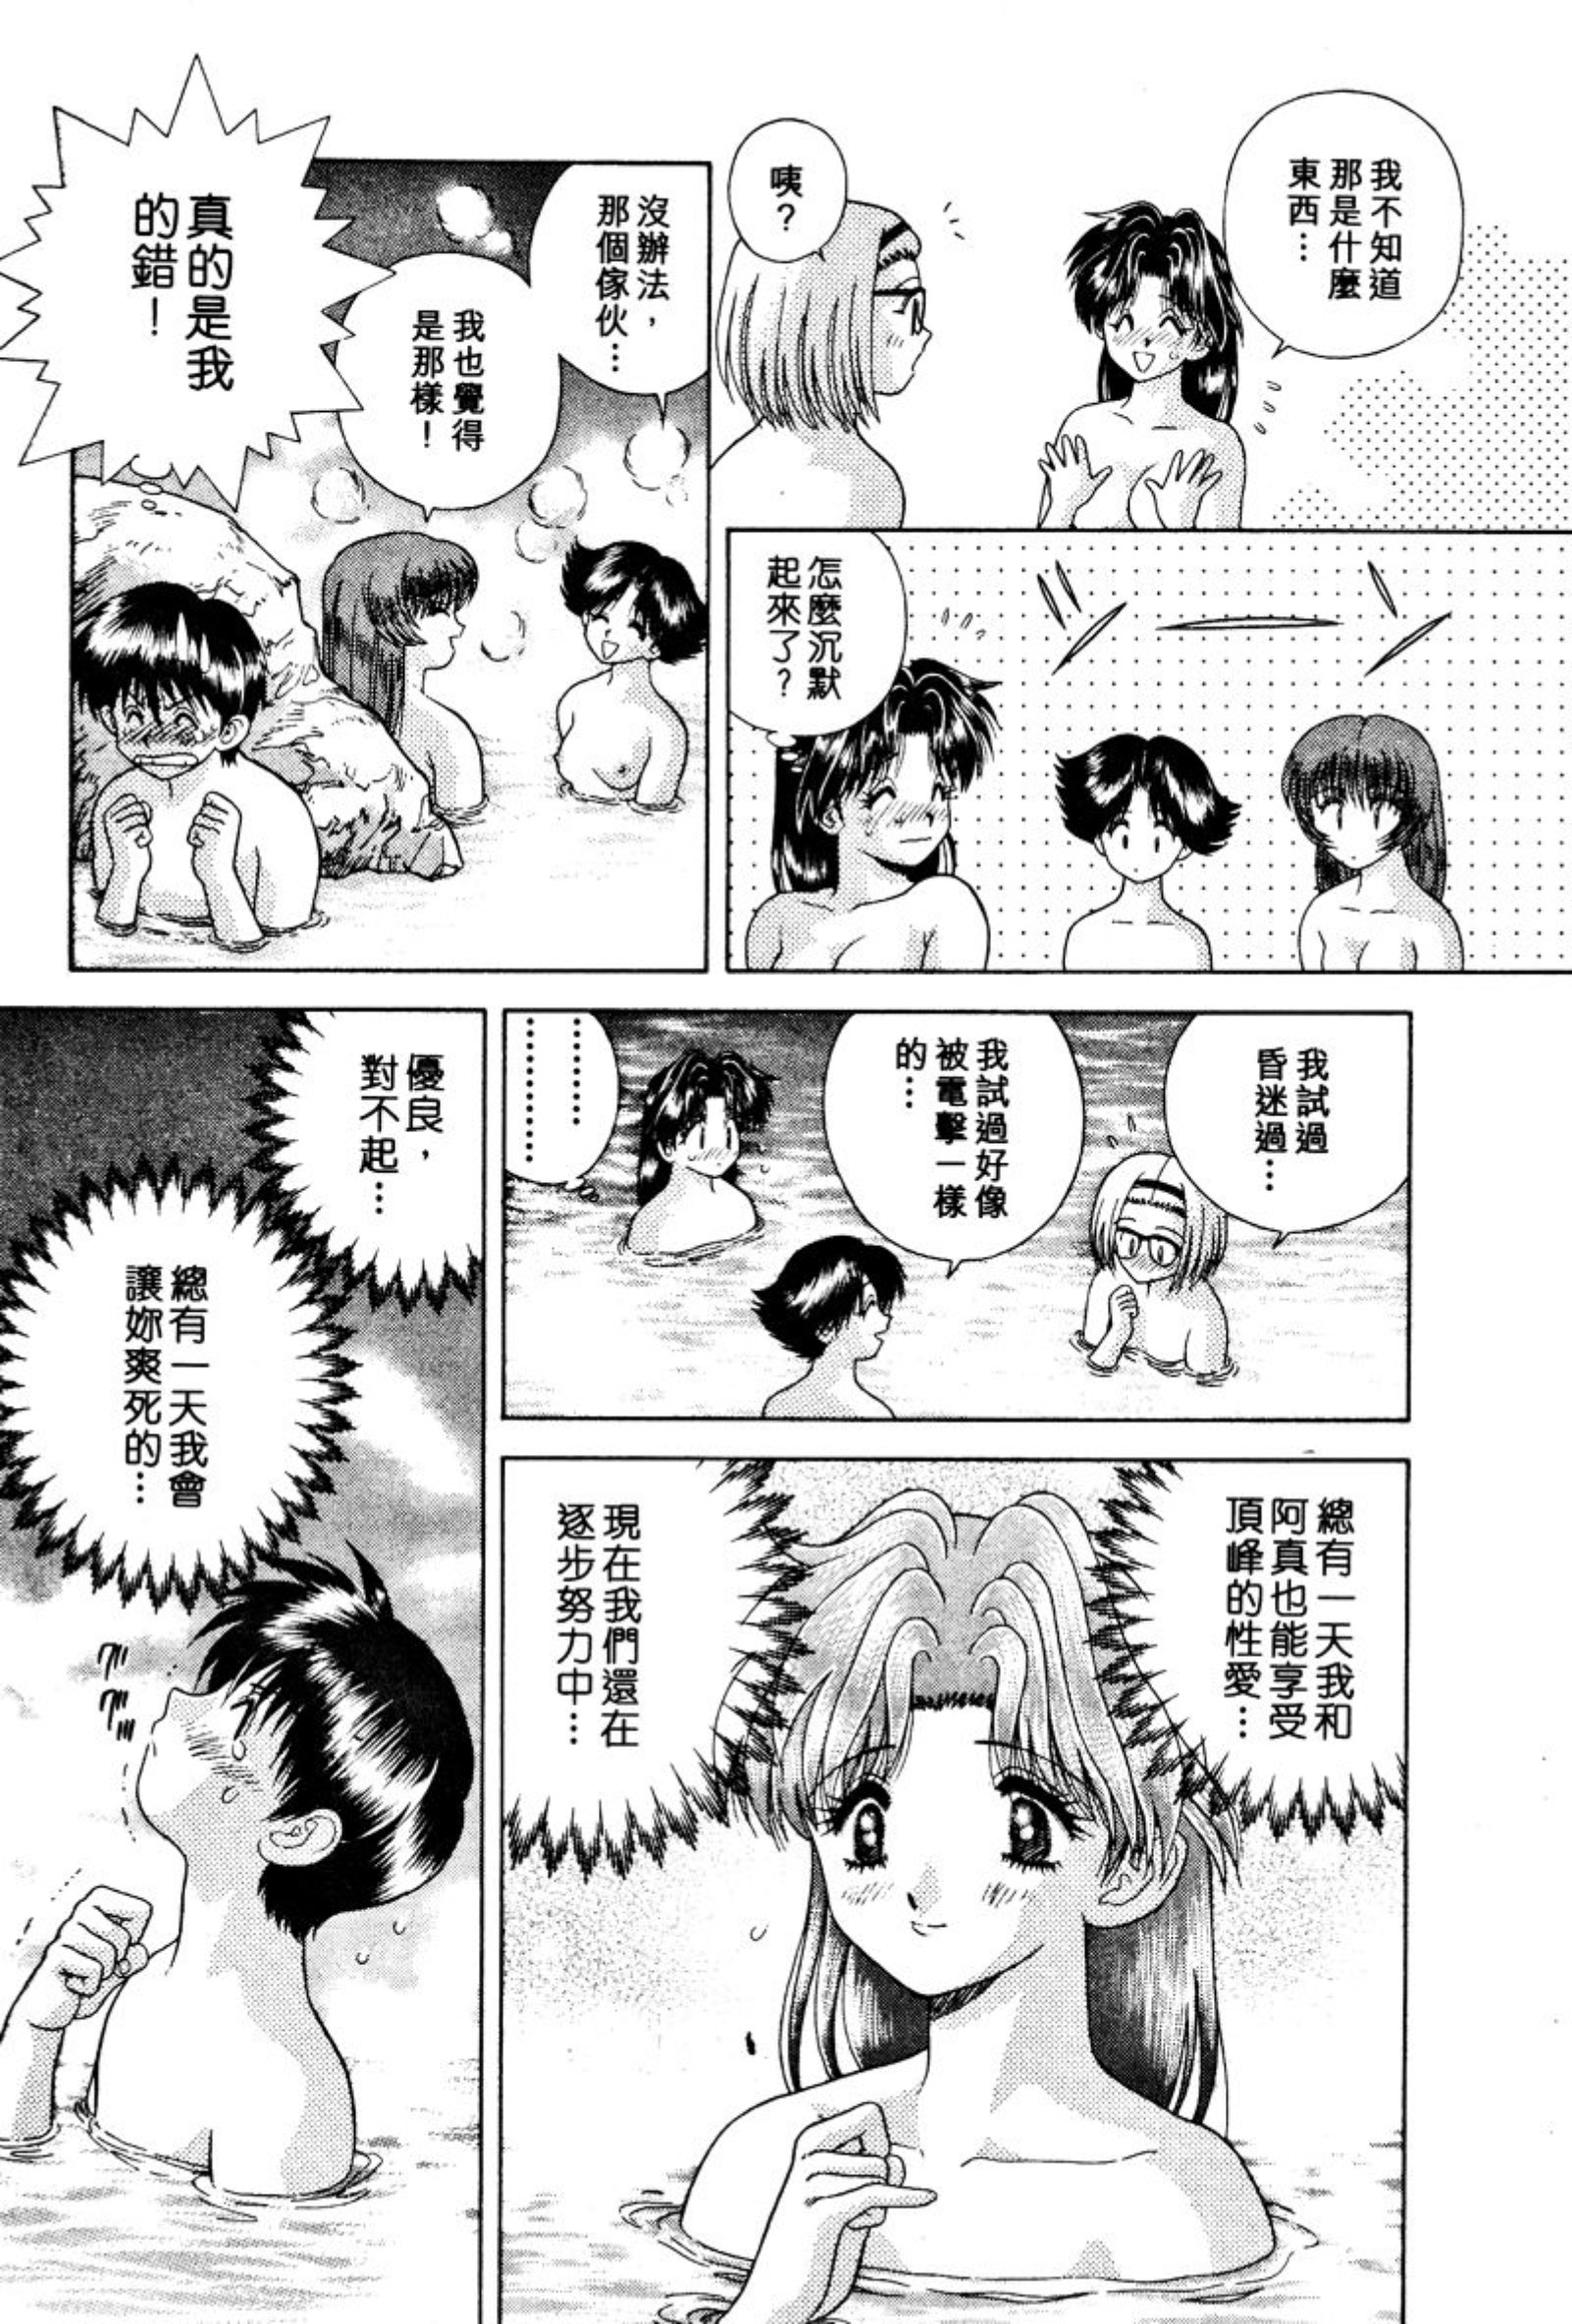 我不知道
那是什麼
東西…
咦？
怎麼沉默
起來了？
沒辦法，
那個傢伙…
我也覺得
是那樣！
真的是我
的錯！
我試過
昏迷過…
我試過好像
被電擊一樣
的…
………
…………
總有一天我和
阿真也能享受
頂峰的性愛…
現在我們還在
逐步努力中…
優良，
對不起…
總有一天我會
讓妳爽死的…
グッ
グッ